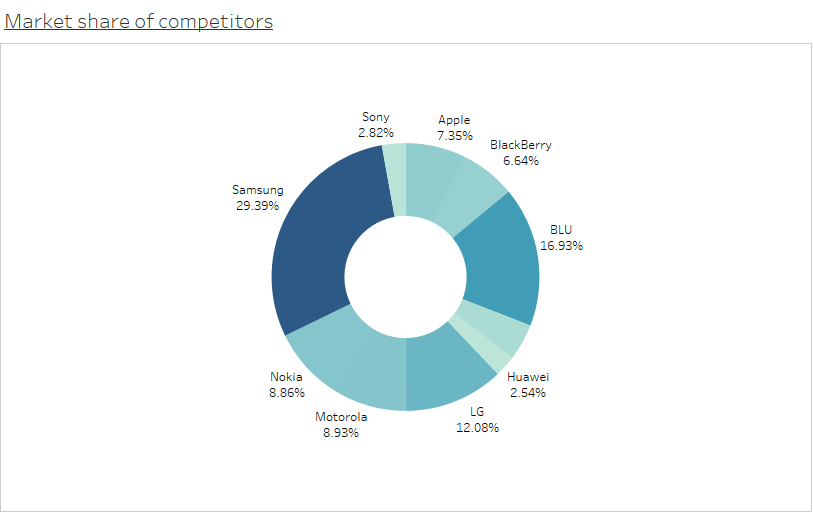 Market share of competitors
Sony
2.82%
Apple
7.35%
BlackBerry
6.64%
Samsung
29.39%
BLU
16.93%
Nokia
8.86%
Huawei
2.54%
Motorola
8.93%
LG
12.08%